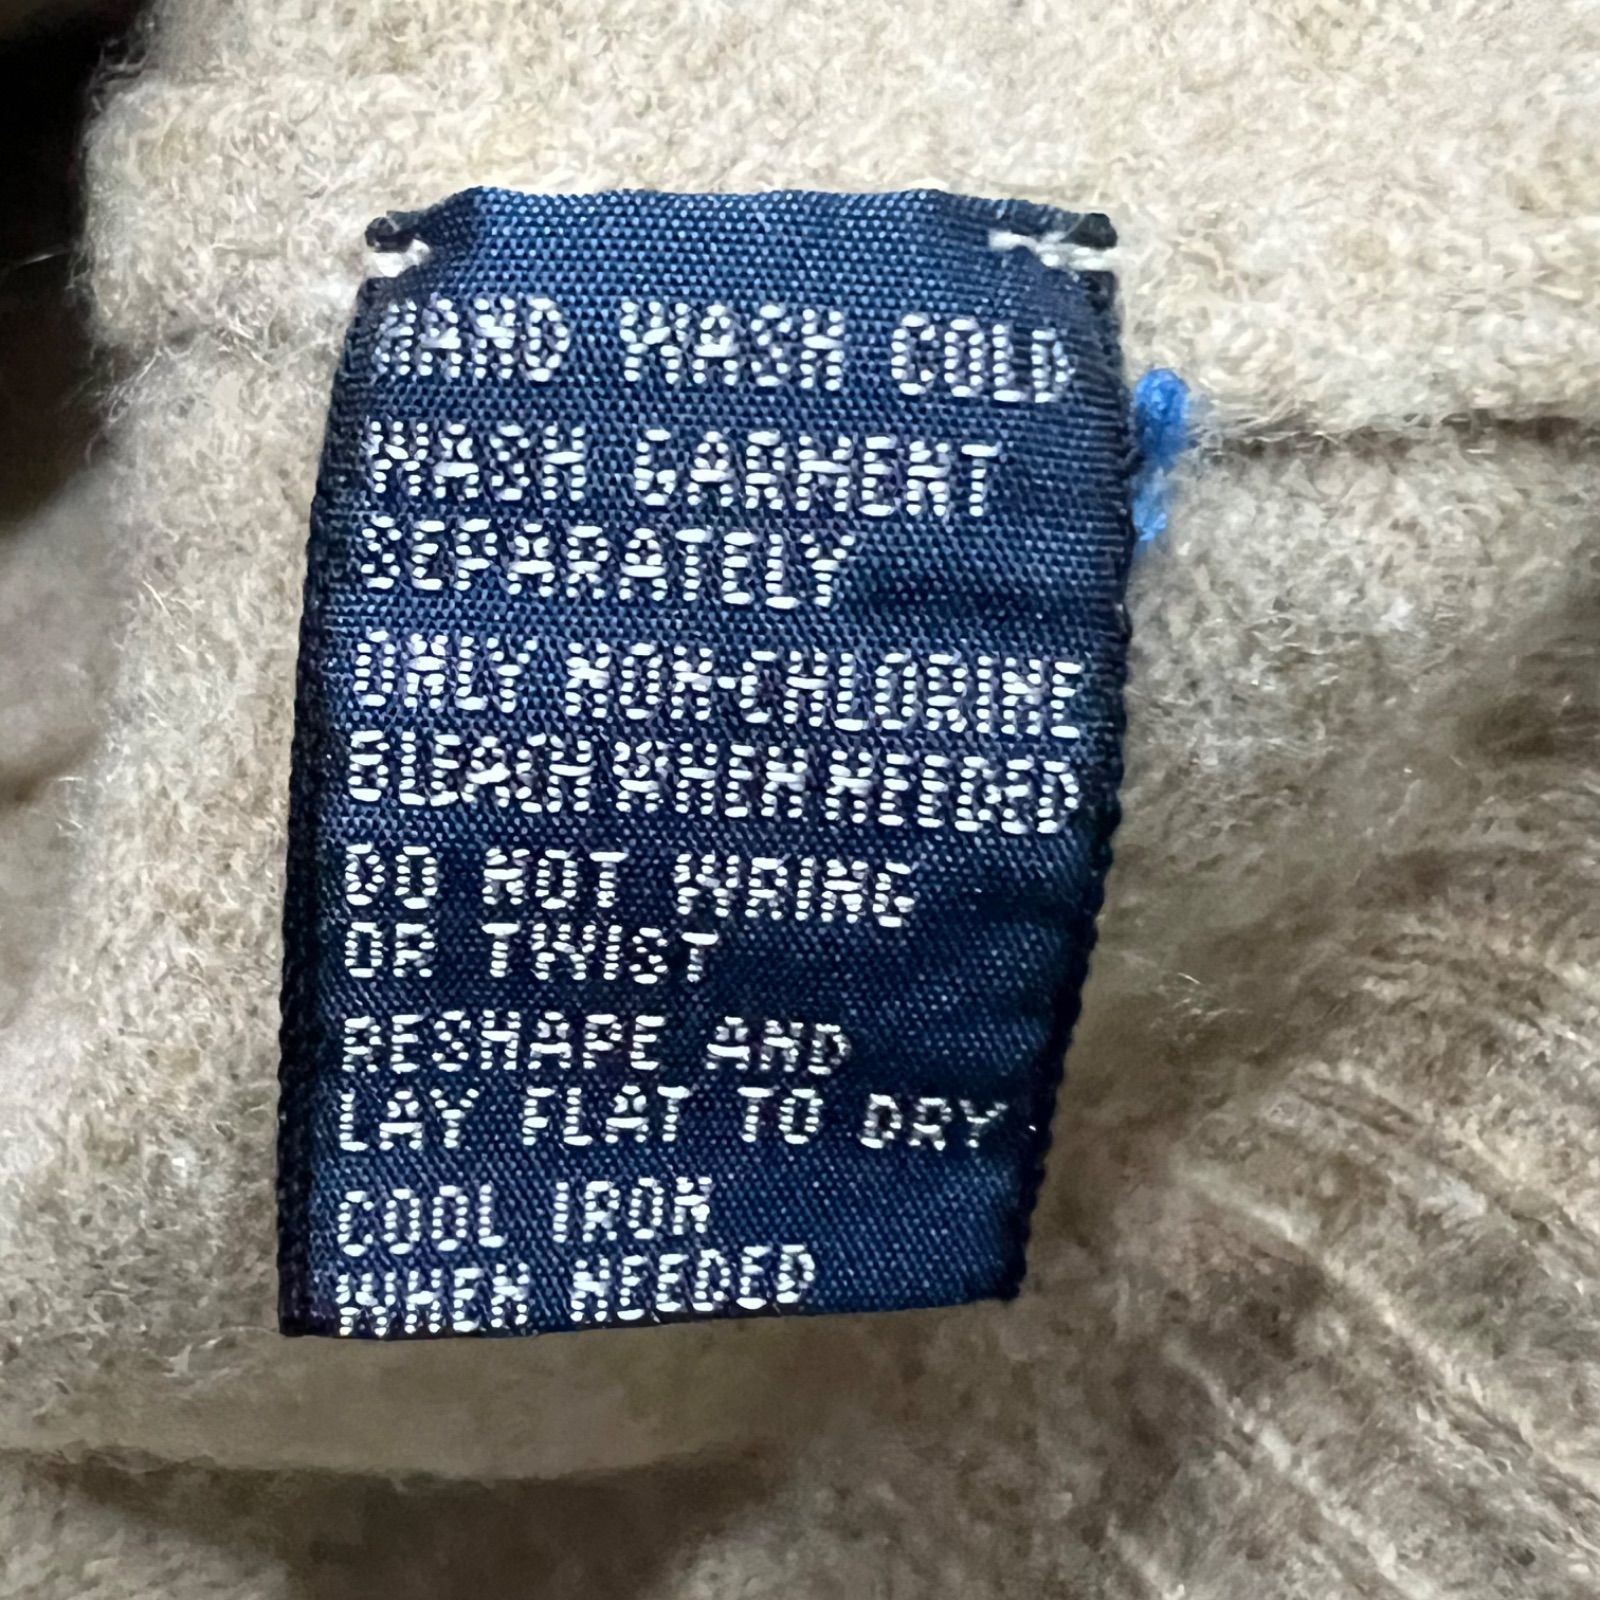 HAND WASH COLD
WASH GARMENT
SEPARATELY
ONLY NON-CHLORINE
BLEACH WHEN NEEDED
DO NOT WRING
OR TWIST
RESHAPE AND
LAY FLAT TO DRY
COOL IRON
WHEN NEEDED